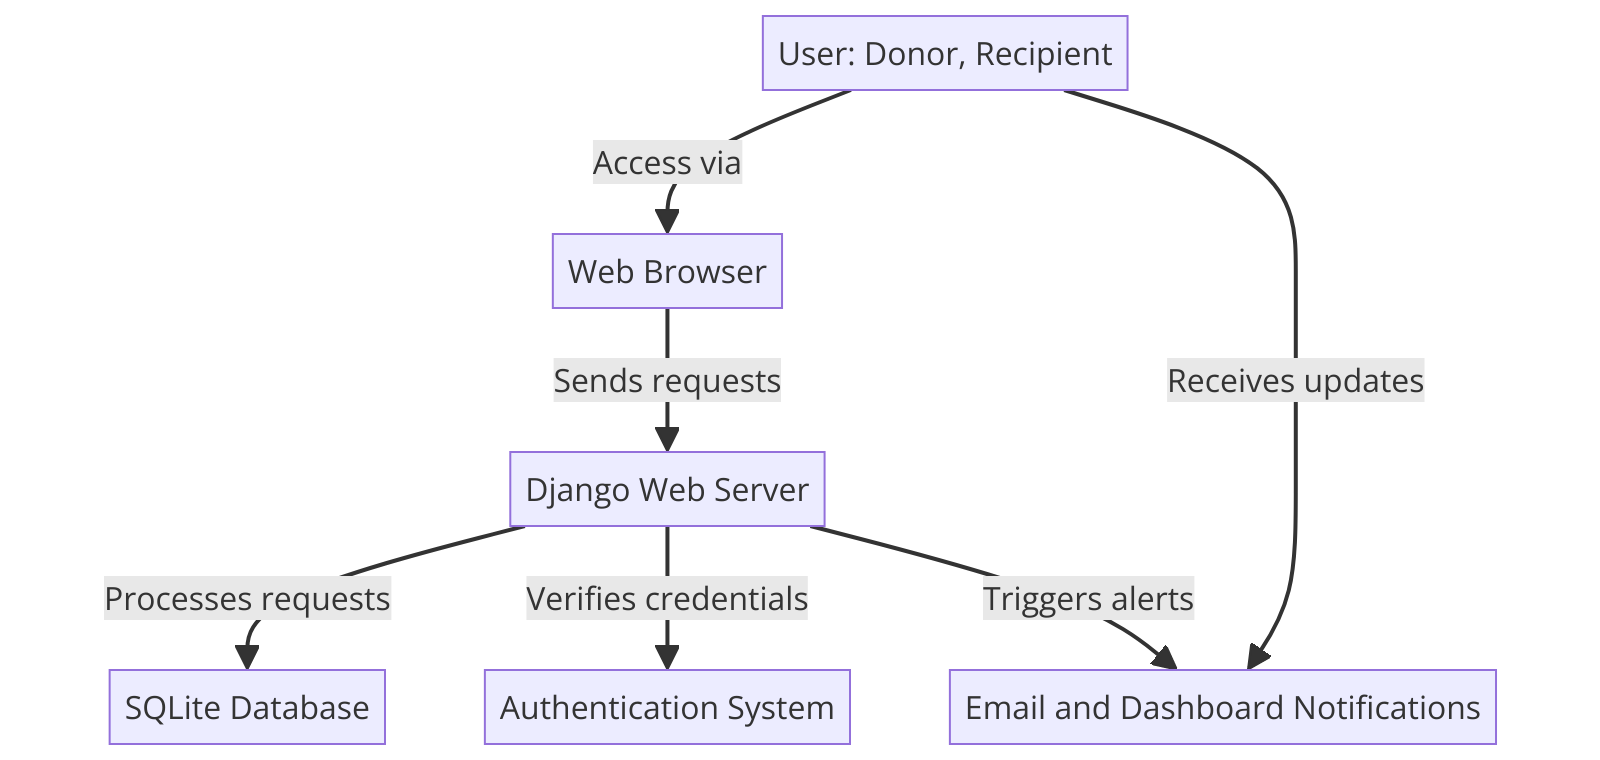 User: Donor, Recipient
Access via
Web Browser
Sends requests
Receives updates
Django Web Server
Processes requests
Verifies credentials
Triggers alerts
SQLite Database
Authentication System
Email and Dashboard Notifications